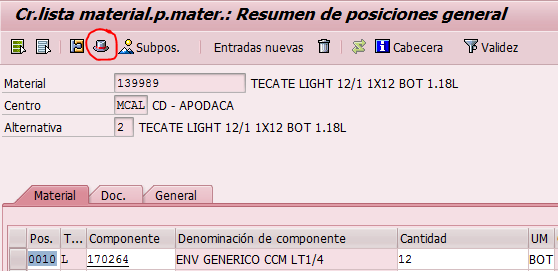 Cr.lista material.p.mater.: Resumen de posiciones general
Subpos. Entradas nuevas Cabecera Validez
Material 139989 TECATE LIGHT 12/1 1X12 BOT 1.18L
Centro MCAL CD - APODACA
Alternativa 2 TECATE LIGHT 12/1 1X12 BOT 1.18L
Material Doc. General
Pos. T... Componente Denominación de componente Cantidad UM
0010 L 170264 ENV GENERICO CCM LT1/4 12 BOT